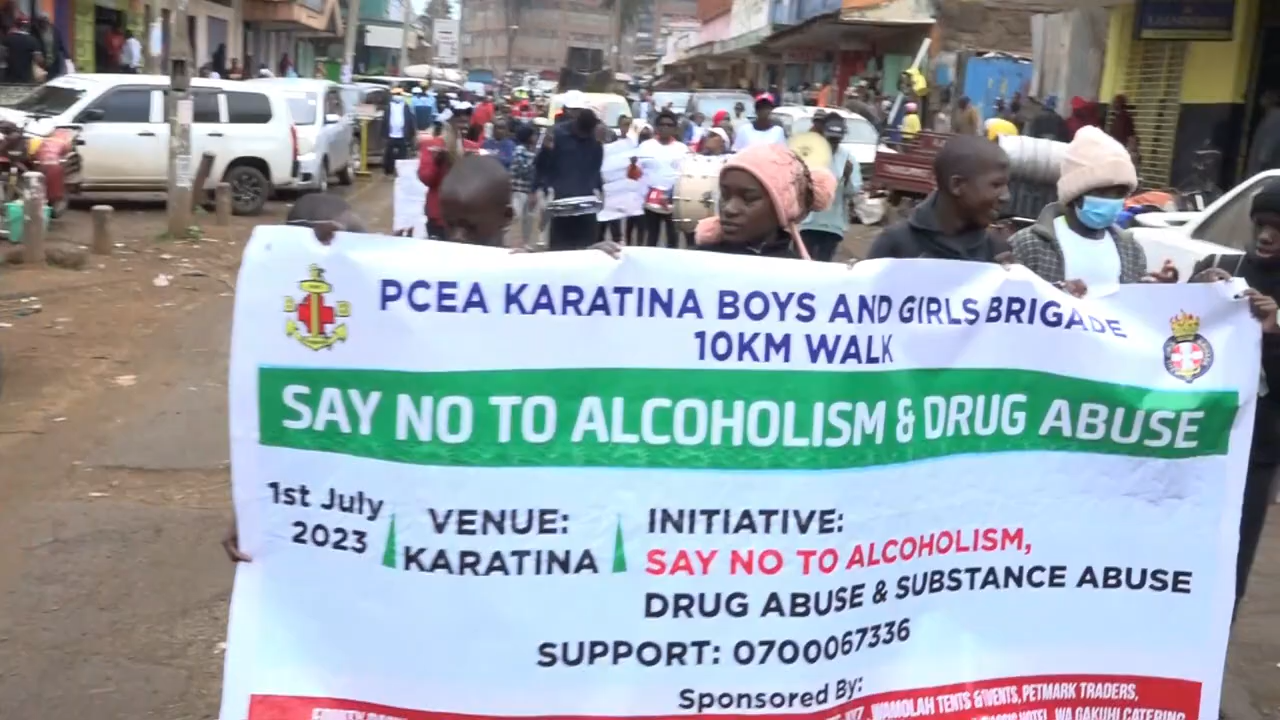 PCEA KARATINA BOYS AND GIRLS BRIGADE
10KM WALK
SAY NO TO ALCOHOLISM & DRUG ABUSE
1st July
2023
VENUE:
KARATINA
INITIATIVE:
SAY NO TO ALCOHOLISM,
DRUG ABUSE & SUBSTANCE ABUSE
SUPPORT: 0700067336
Sponsored By:
WAMOLAH TENTS & EVENTS, PETMARK TRADERS,
HOTEL, WA GAKUHI CATERING